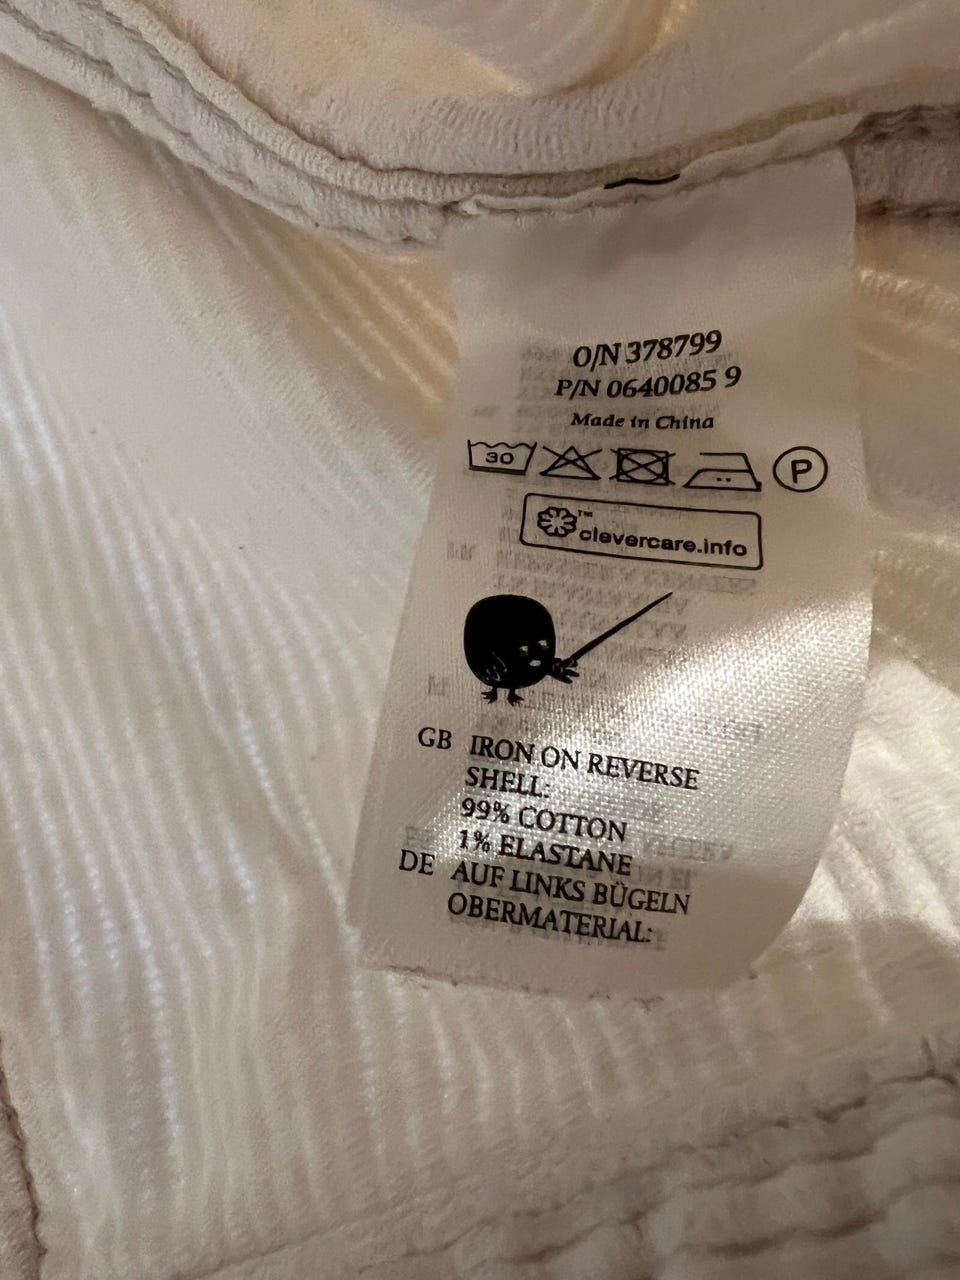 O/N 378799
P/N 0640085 9
Made in China
30 P
™clevercare.info
GB IRON ON REVERSE
SHELL:
99% COTTON
1% ELASTANE
DE AUF LINKS BÜGELN
OBERMATERIAL: